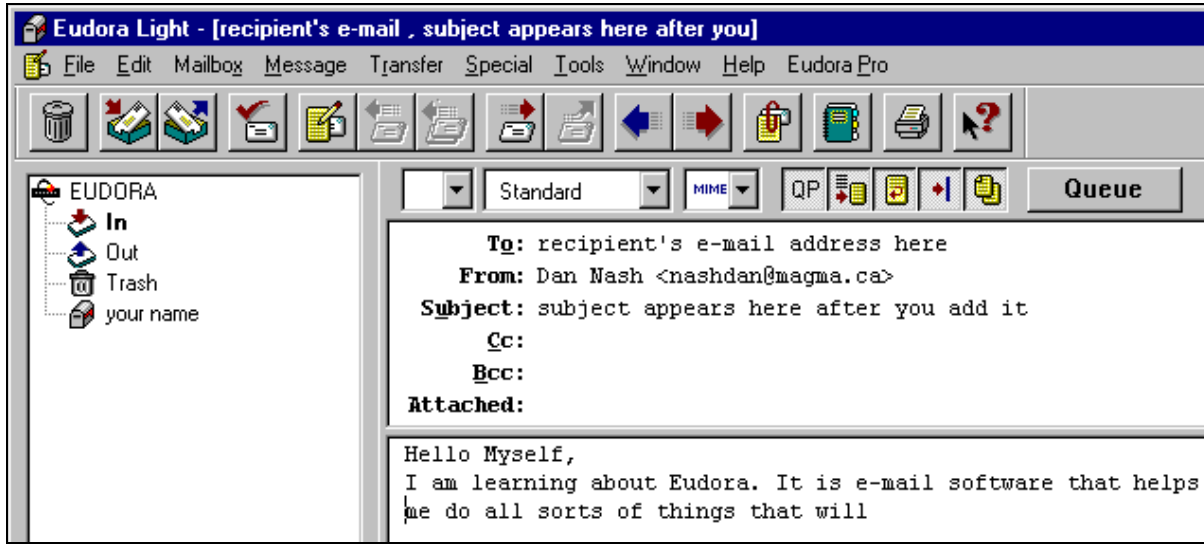 Eudora Light - [recipient's e-mail , subject appears here after you]
File Edit Mailbox Message Transfer Special Tools Window Help Eudora Pro
Standard MIME QP Queue
EUDORA
In
Out
Trash
your name
To: recipient's e-mail address here
From: Dan Nash <nashdan@magma.ca>
Subject: subject appears here after you add it
Cc:
Bcc:
Attached:
Hello Myself,
I am learning about Eudora. It is e-mail software that helps
me do all sorts of things that will